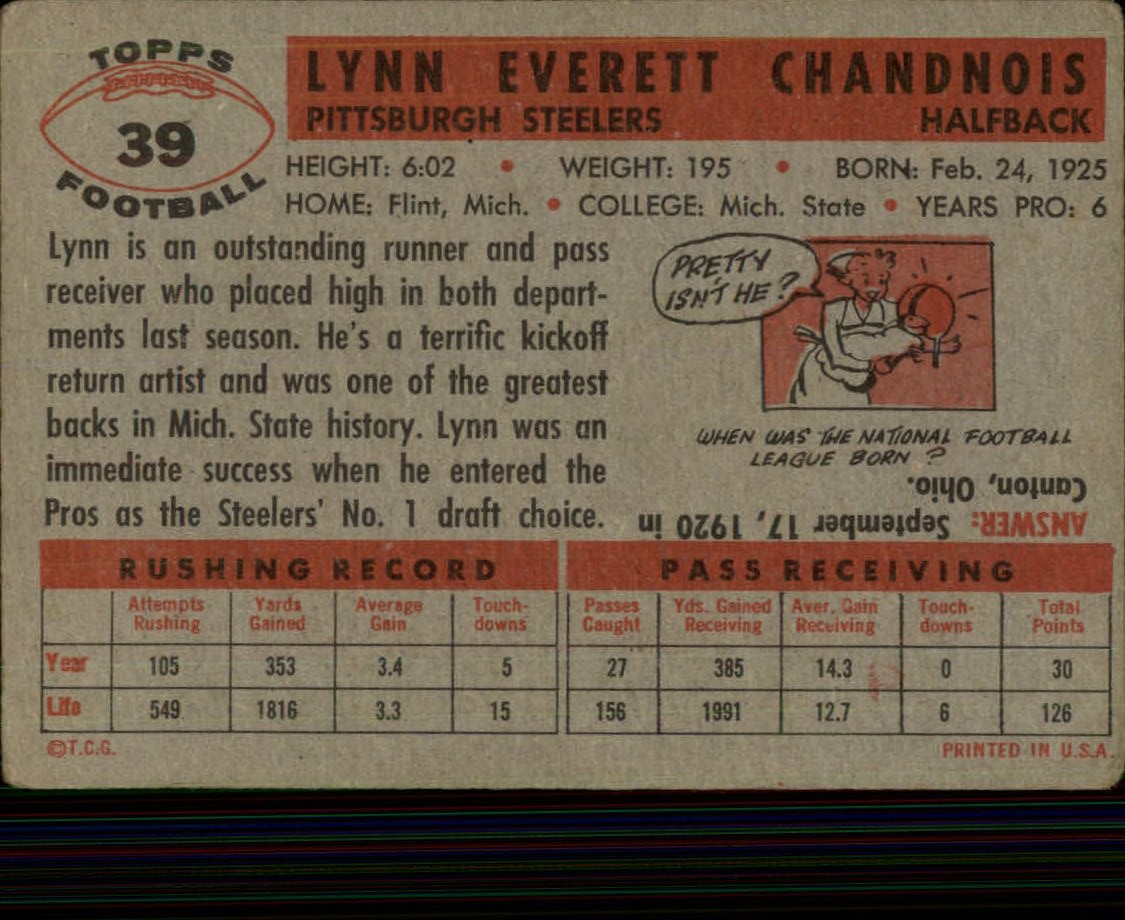 TOPPS
39
FOOTBALL
LYNN EVERETT CHANDNOIS
PITTSBURGH STEELERS HALFBACK
HEIGHT: 6:02 • WEIGHT: 195 • BORN: Feb. 24, 1925
HOME: Flint, Mich. • COLLEGE: Mich. State • YEARS PRO: 6
Lynn is an outstanding runner and pass
receiver who placed high in both depart-
ments last season. He's a terrific kickoff
return artist and was one of the greatest
backs in Mich. State history. Lynn was an
immediate success when he entered the
Pros as the Steelers' No. 1 draft choice.
PRETTY
ISN'T HE?
WHEN WAS THE NATIONAL FOOTBALL
LEAGUE BORN?
ANSWER: September 17, 1920 in
Canton, Ohio.
RUSHING RECORD PASS RECEIVING
Attempts Rushing Yards Gained Average Gain Touch-downs Passes Caught Yds. Gained Receiving Aver. Gain Receiving Touch-downs Total Points
Year 105 353 3.4 5 27 385 14.3 0 30
Life 549 1816 3.3 15 156 1991 12.7 6 126
©T.C.G. PRINTED IN U.S.A.